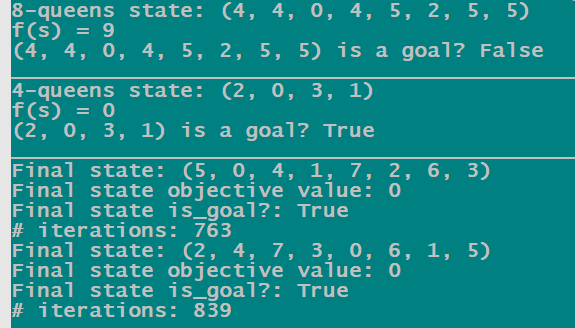 8-queens state: (4, 4, 0, 4, 5, 2, 5, 5)
f(s) = 9
(4, 4, 0, 4, 5, 2, 5, 5) is a goal? False
4-queens state: (2, 0, 3, 1)
f(s) = 0
(2, 0, 3, 1) is a goal? True
Final state: (5, 0, 4, 1, 7, 2, 6, 3)
Final state objective value: 0
Final state is_goal?: True
# iterations: 763
Final state: (2, 4, 7, 3, 0, 6, 1, 5)
Final state objective value: 0
Final state is_goal?: True
# iterations: 839